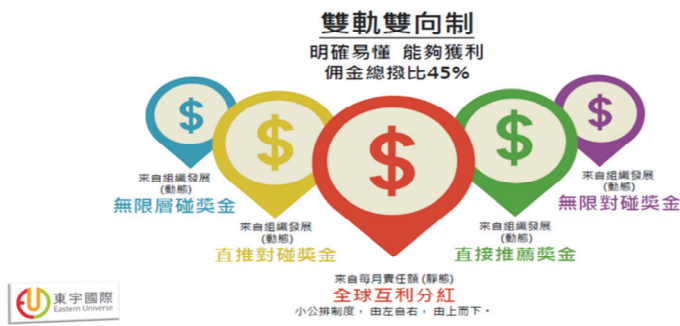 雙軌雙向制
明確易懂 能夠獲利
佣金總撥比45%
$
$
$
$
$
來自組織發展
(動態)
無限層碰獎金
來自組織發展
(動態)
直推對碰獎金
來自每月責任額 (靜態)
全球互利分紅
小公排制度， 由左自右， 由上而下。
來自組織發展
(動態)
直接推薦獎金
來自組織發展
(動態)
無限對碰獎金
EU
東宇國際
Eastern Universe